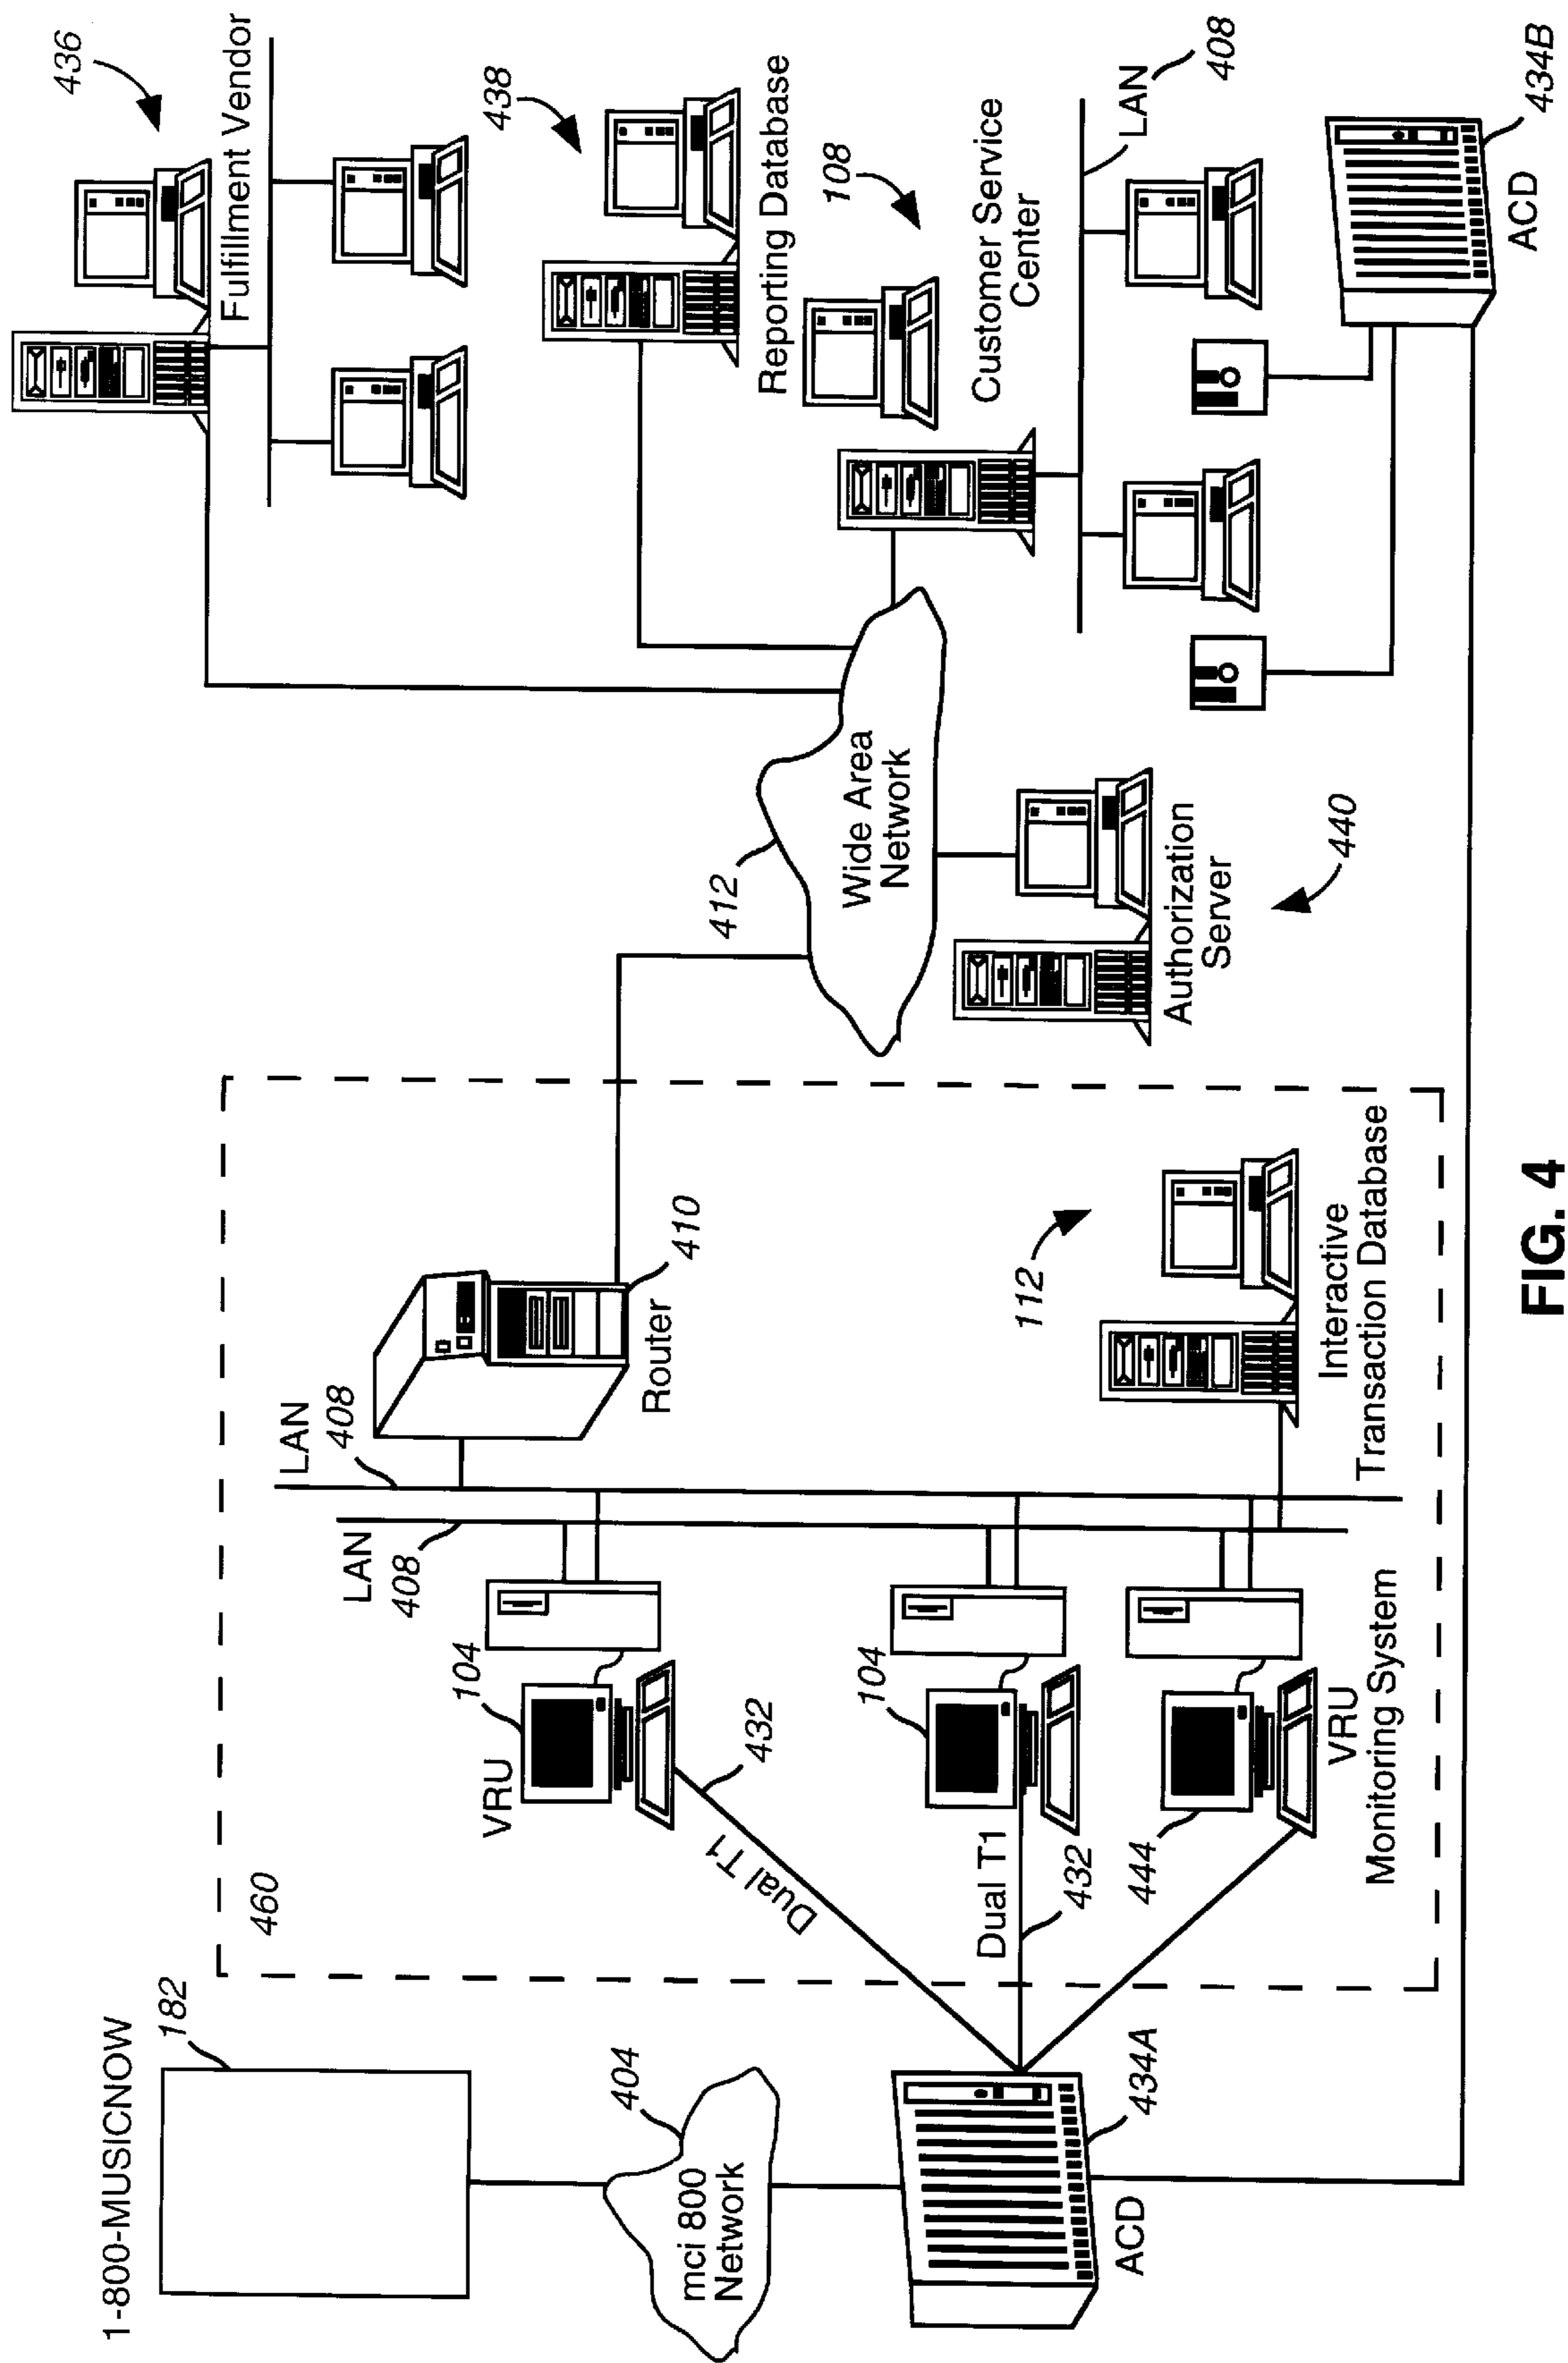 1-800-MUSICNOW
182
mci 800
Network
404
ACD
434A
460
Dual T1
432
Dual T1
432
VRU
104
104
444
VRU
Monitoring System
LAN
408
LAN
408
Router
410
112
Interactive
Transaction Database
412
Wide Area
Network
Authorization
Server
440
436
Fulfillment Vendor
438
Reporting Database
108
Customer Service
Center
LAN
408
ACD
434B
FIG. 4